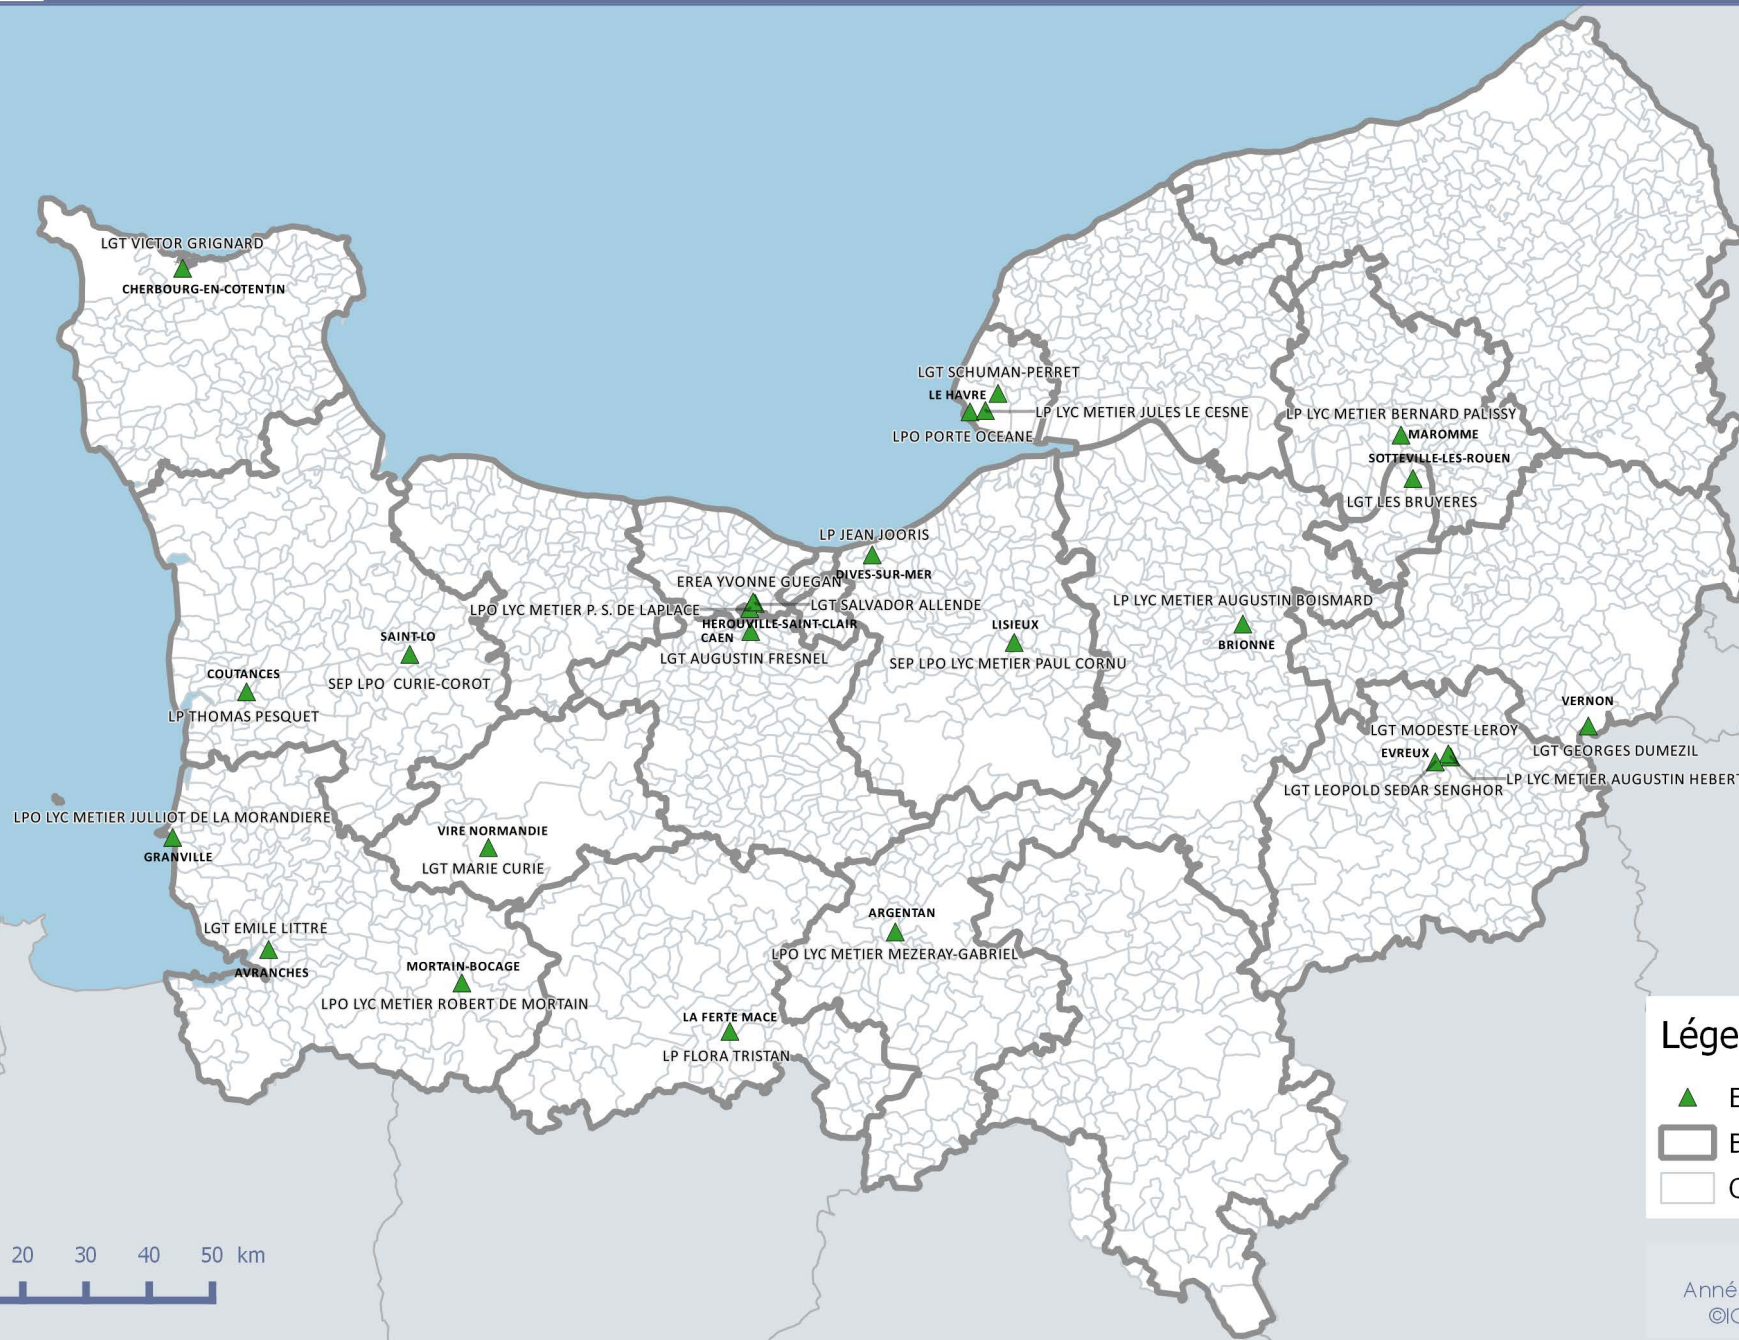 LGT VICTOR GRIGNARD
CHERBOURG-EN-COTENTIN
LGT SCHUMAN-PERRET
LE HAVRE
LP LYC METIER JULES LE CESNE
LPO PORTE OCEANE
LP LYC METIER BERNARD PALISSY
MAROMME
SOTTEVILLE-LES-ROUEN
LGT LES BRUYERES
LP JEAN JOORIS
DIVES-SUR-MER
EREA YVONNE GUEGAN
LPO LYC METIER P. S. DE LAPLACE
LGT SALVADOR ALLENDE
HEROUVILLE-SAINT-CLAIR
CAEN
LGT AUGUSTIN FRESNEL
LISIEUX
SEP LPO LYC METIER PAUL CORNU
LP LYC METIER AUGUSTIN BOISMARD
BRIONNE
SAINT-LO
SEP LPO CURIE-COROT
COUTANCES
LP THOMAS PESQUET
VERNON
LGT GEORGES DUMEZIL
LGT MODESTE LEROY
EVREUX
LP LYC METIER AUGUSTIN HEBERT
LGT LEOPOLD SEDAR SENGHOR
LPO LYC METIER JULLIOT DE LA MORANDIERE
GRANVILLE
VIRE NORMANDIE
LGT MARIE CURIE
ARGENTAN
LPO LYC METIER MEZERAY-GABRIEL
LGT EMILE LITTRE
AVRANCHES
MORTAIN-BOCAGE
LPO LYC METIER ROBERT DE MORTAIN
LA FERTE MACE
LP FLORA TRISTAN
Lége
E
B
20 30 40 50 km
Anné